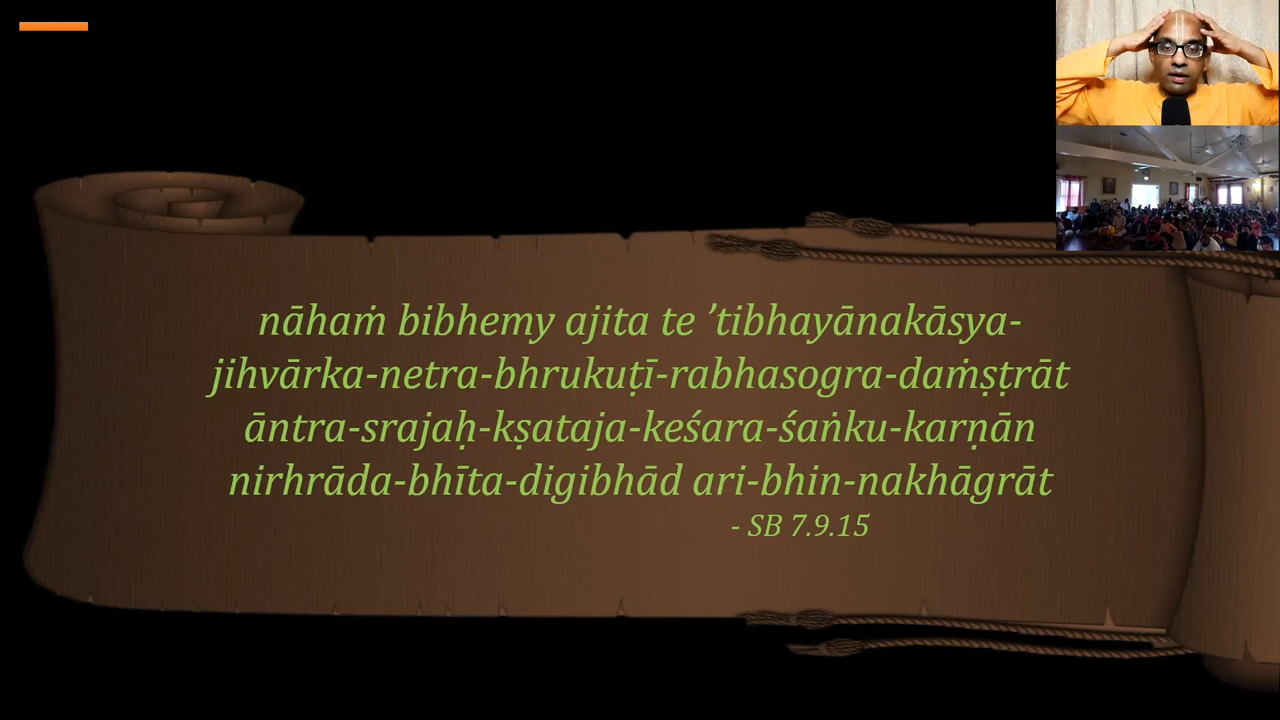 nāhaṁ bibhemy ajita te ’tibhayānakāsya-
jihvārka-netra-bhrukuṭī-rabhasogra-daṁṣṭrāt
āntra-srajaḥ-kṣataja-keśara-śaṅku-karṇān
nirhrāda-bhīta-digibhād ari-bhin-nakhāgrāt
- SB 7.9.15